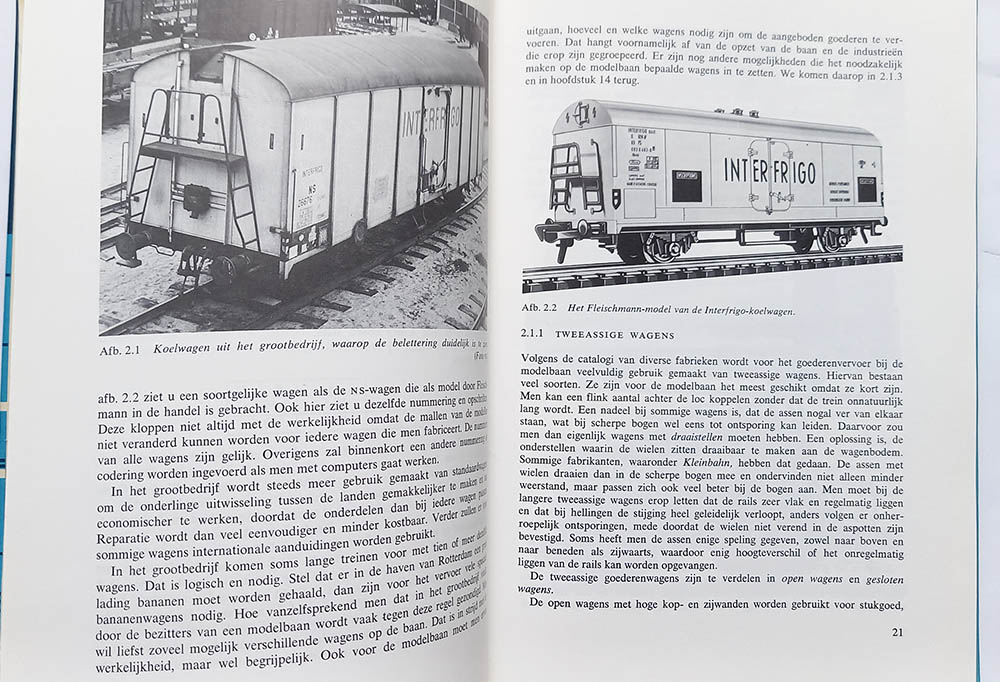 INTERFRIGO
INTERFRIGO
NS
26676
Afb. 2.1 Koelwagen uit het grootbedrijf, waarop de belettering duidelijk is te
afb. 2.2 ziet u een soortgelijke wagen als de NS-wagen die als model door
mann in de handel is gebracht. Ook hier ziet u dezelfde nummering en
Deze kloppen niet altijd met de werkelijkheid omdat de mallen van de
niet veranderd kunnen worden voor iedere wagen die men fabriceert. De
van alle wagens zijn gelijk. Overigens zal binnenkort een andere nummering
codering worden ingevoerd als men met computers gaat werken.
In het grootbedrijf wordt steeds meer gebruik gemaakt van
om de onderlinge uitwisseling tussen de landen gemakkelijker te maken en
economischer te werken, doordat de onderdelen dan bij iedere wagen
Reparatie wordt dan veel eenvoudiger en minder kostbaar. Verder zullen er
sommige wagens internationale aanduidingen worden gebruikt.
In het grootbedrijf komen soms lange treinen voor met tien of meer
wagens. Dat is logisch en nodig. Stel dat er in de haven van Rotterdam een
lading bananen moet worden gehaald, dan zijn voor het vervoer vele
bananenwagens nodig. Hoe vanzelfsprekend men dat in het grootbedrijf
door de bezitters van een modelbaan wordt vaak tegen deze regel gezondigd.
wil liefst zoveel mogelijk verschillende wagens op de baan. Dat is in strijd
werkelijkheid, maar wel begrijpelijk. Ook voor de modelbaan moet men
uitgaan, hoeveel en welke wagens nodig zijn om de aangeboden goederen te ver-
voeren. Dat hangt voornamelijk af van de opzet van de baan en de industrieën
die erop zijn gegroepeerd. Er zijn nog andere mogelijkheden die het noodzakelijk
maken op de modelbaan bepaalde wagens in te zetten. We komen daarop in 2.1.3
en in hoofdstuk 14 terug.
INTERFRIGO
Afb. 2.2 Het Fleischmann-model van de Interfrigo-koelwagen.
2.1.1 TWEEASSIGE WAGENS
Volgens de catalogi van diverse fabrieken wordt voor het goederenvervoer bij de
modelbaan veelvuldig gebruik gemaakt van tweeassige wagens. Hiervan bestaan
veel soorten. Ze zijn voor de modelbaan het meest geschikt omdat ze kort zijn.
Men kan een flink aantal achter de loc koppelen zonder dat de trein onnatuurlijk
lang wordt. Een nadeel bij sommige wagens is, dat de assen nogal ver van elkaar
staan, wat bij scherpe bogen wel eens tot ontsporing kan leiden. Daarvoor zou
men dan eigenlijk wagens met draaistellen moeten hebben. Een oplossing is, de
onderstellen waarin de wielen zitten draaibaar te maken aan de wagenbodem.
Sommige fabrikanten, waaronder Kleinbahn, hebben dat gedaan. De assen met
wielen draaien dan in de scherpe bogen mee en ondervinden niet alleen minder
weerstand, maar passen zich ook veel beter bij de bogen aan. Men moet bij de
langere tweeassige wagens erop letten dat de rails zeer vlak en regelmatig liggen
en dat bij hellingen de stijging heel geleidelijk verloopt, anders volgen er onher-
roepelijk ontsporingen, mede doordat de wielen niet verend in de aspotten zijn
bevestigd. Soms heeft men de assen enige speling gegeven, zowel naar boven en
naar beneden als zijwaarts, waardoor enig hoogteverschil of het onregelmatig
liggen van de rails kan worden opgevangen.
De tweeassige goederenwagens zijn te verdelen in open wagens en gesloten
wagens.
De open wagens met hoge kop- en zijwanden worden gebruikt voor stukgoed,
21